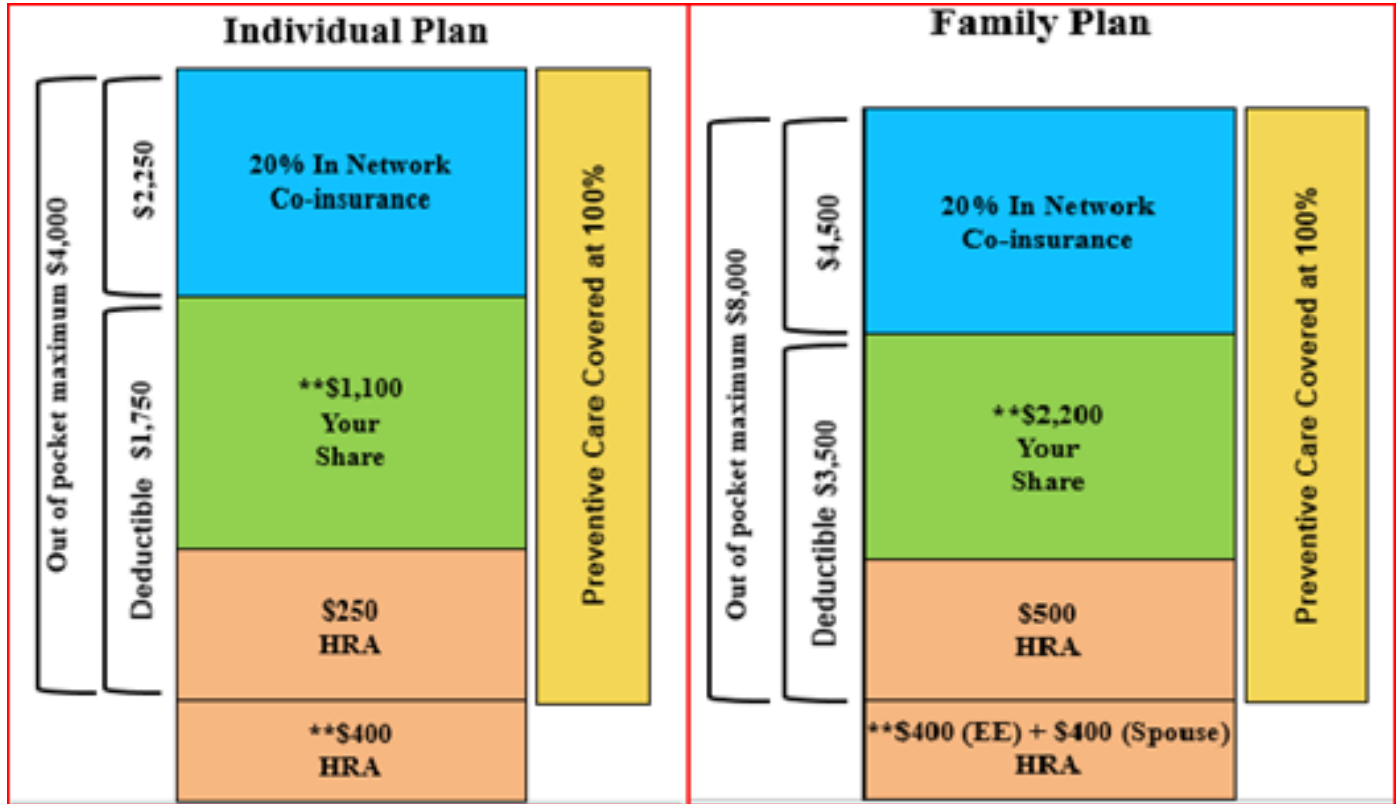 Individual Plan
Out of pocket maximum $4,000
$2,250
Deductible $1,750
20% In Network
Co-insurance
**$1,100
Your
Share
$250
HRA
**$400
HRA
Preventive Care Covered at 100%
Family Plan
Out of pocket maximum $8,000
$4,500
Deductible $3,500
20% In Network
Co-insurance
**$2,200
Your
Share
$500
HRA
**$400 (EE) + $400 (Spouse)
HRA
Preventive Care Covered at 100%